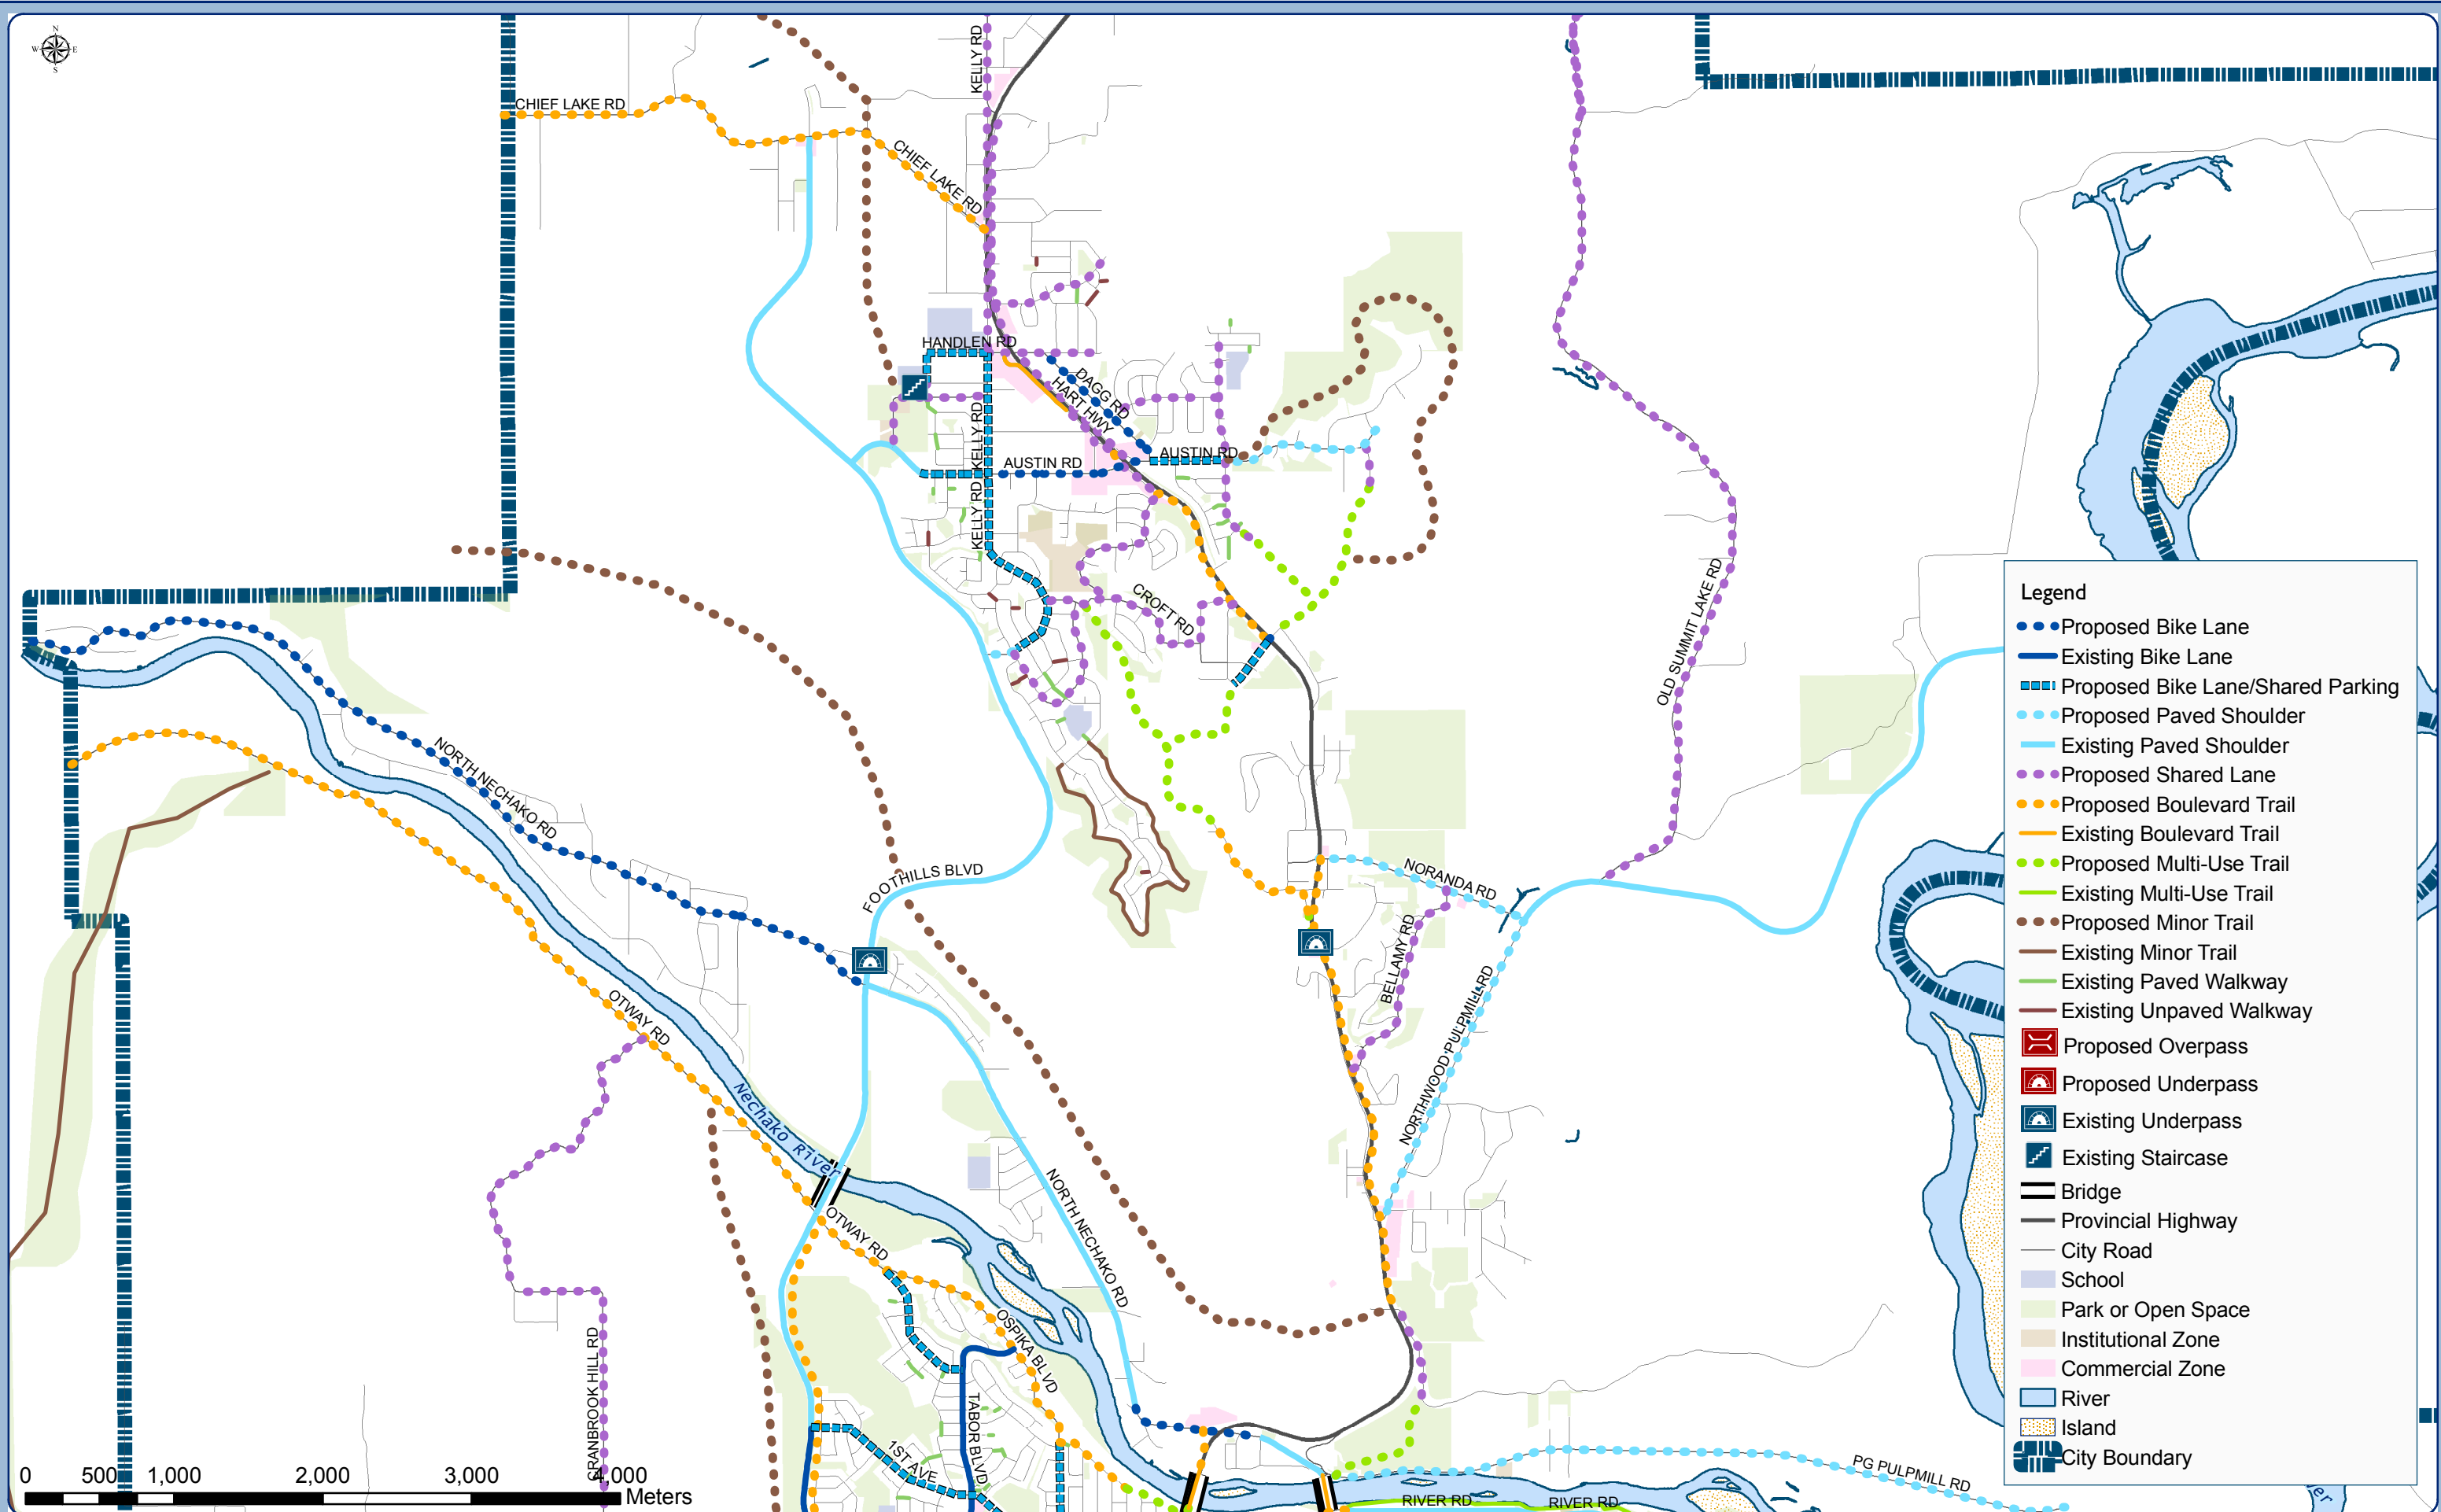 N
W E
S
KELLY RD
CHIEF LAKE RD
CHIEF LAKE RD
HANDLEN RD
DAGG RD
HART HWY
KELLY RD
AUSTIN RD
AUSTIN RD
KELLY RD
CROFT RD
OLD SUMMIT LAKE RD
NORTH NECHAKO RD
FOOTHILLS BLVD
NORANDA RD
BELLAMY RD
NORTHWOOD PULPMILL RD
OTWAY RD
Nechako River
OTWAY RD
NORTH NECHAKO RD
OSPIKA BLVD
CRANBROOK HILL RD
TABOR BLVD
1ST AVE
PG PULPMILL RD
RIVER RD
RIVER RD
Legend
Proposed Bike Lane
Existing Bike Lane
Proposed Bike Lane/Shared Parking
Proposed Paved Shoulder
Existing Paved Shoulder
Proposed Shared Lane
Proposed Boulevard Trail
Existing Boulevard Trail
Proposed Multi-Use Trail
Existing Multi-Use Trail
Proposed Minor Trail
Existing Minor Trail
Existing Paved Walkway
Existing Unpaved Walkway
Proposed Overpass
Proposed Underpass
Existing Underpass
Existing Staircase
Bridge
Provincial Highway
City Road
School
Park or Open Space
Institutional Zone
Commercial Zone
River
Island
City Boundary
0 500 1,000 2,000 3,000 4,000
Meters